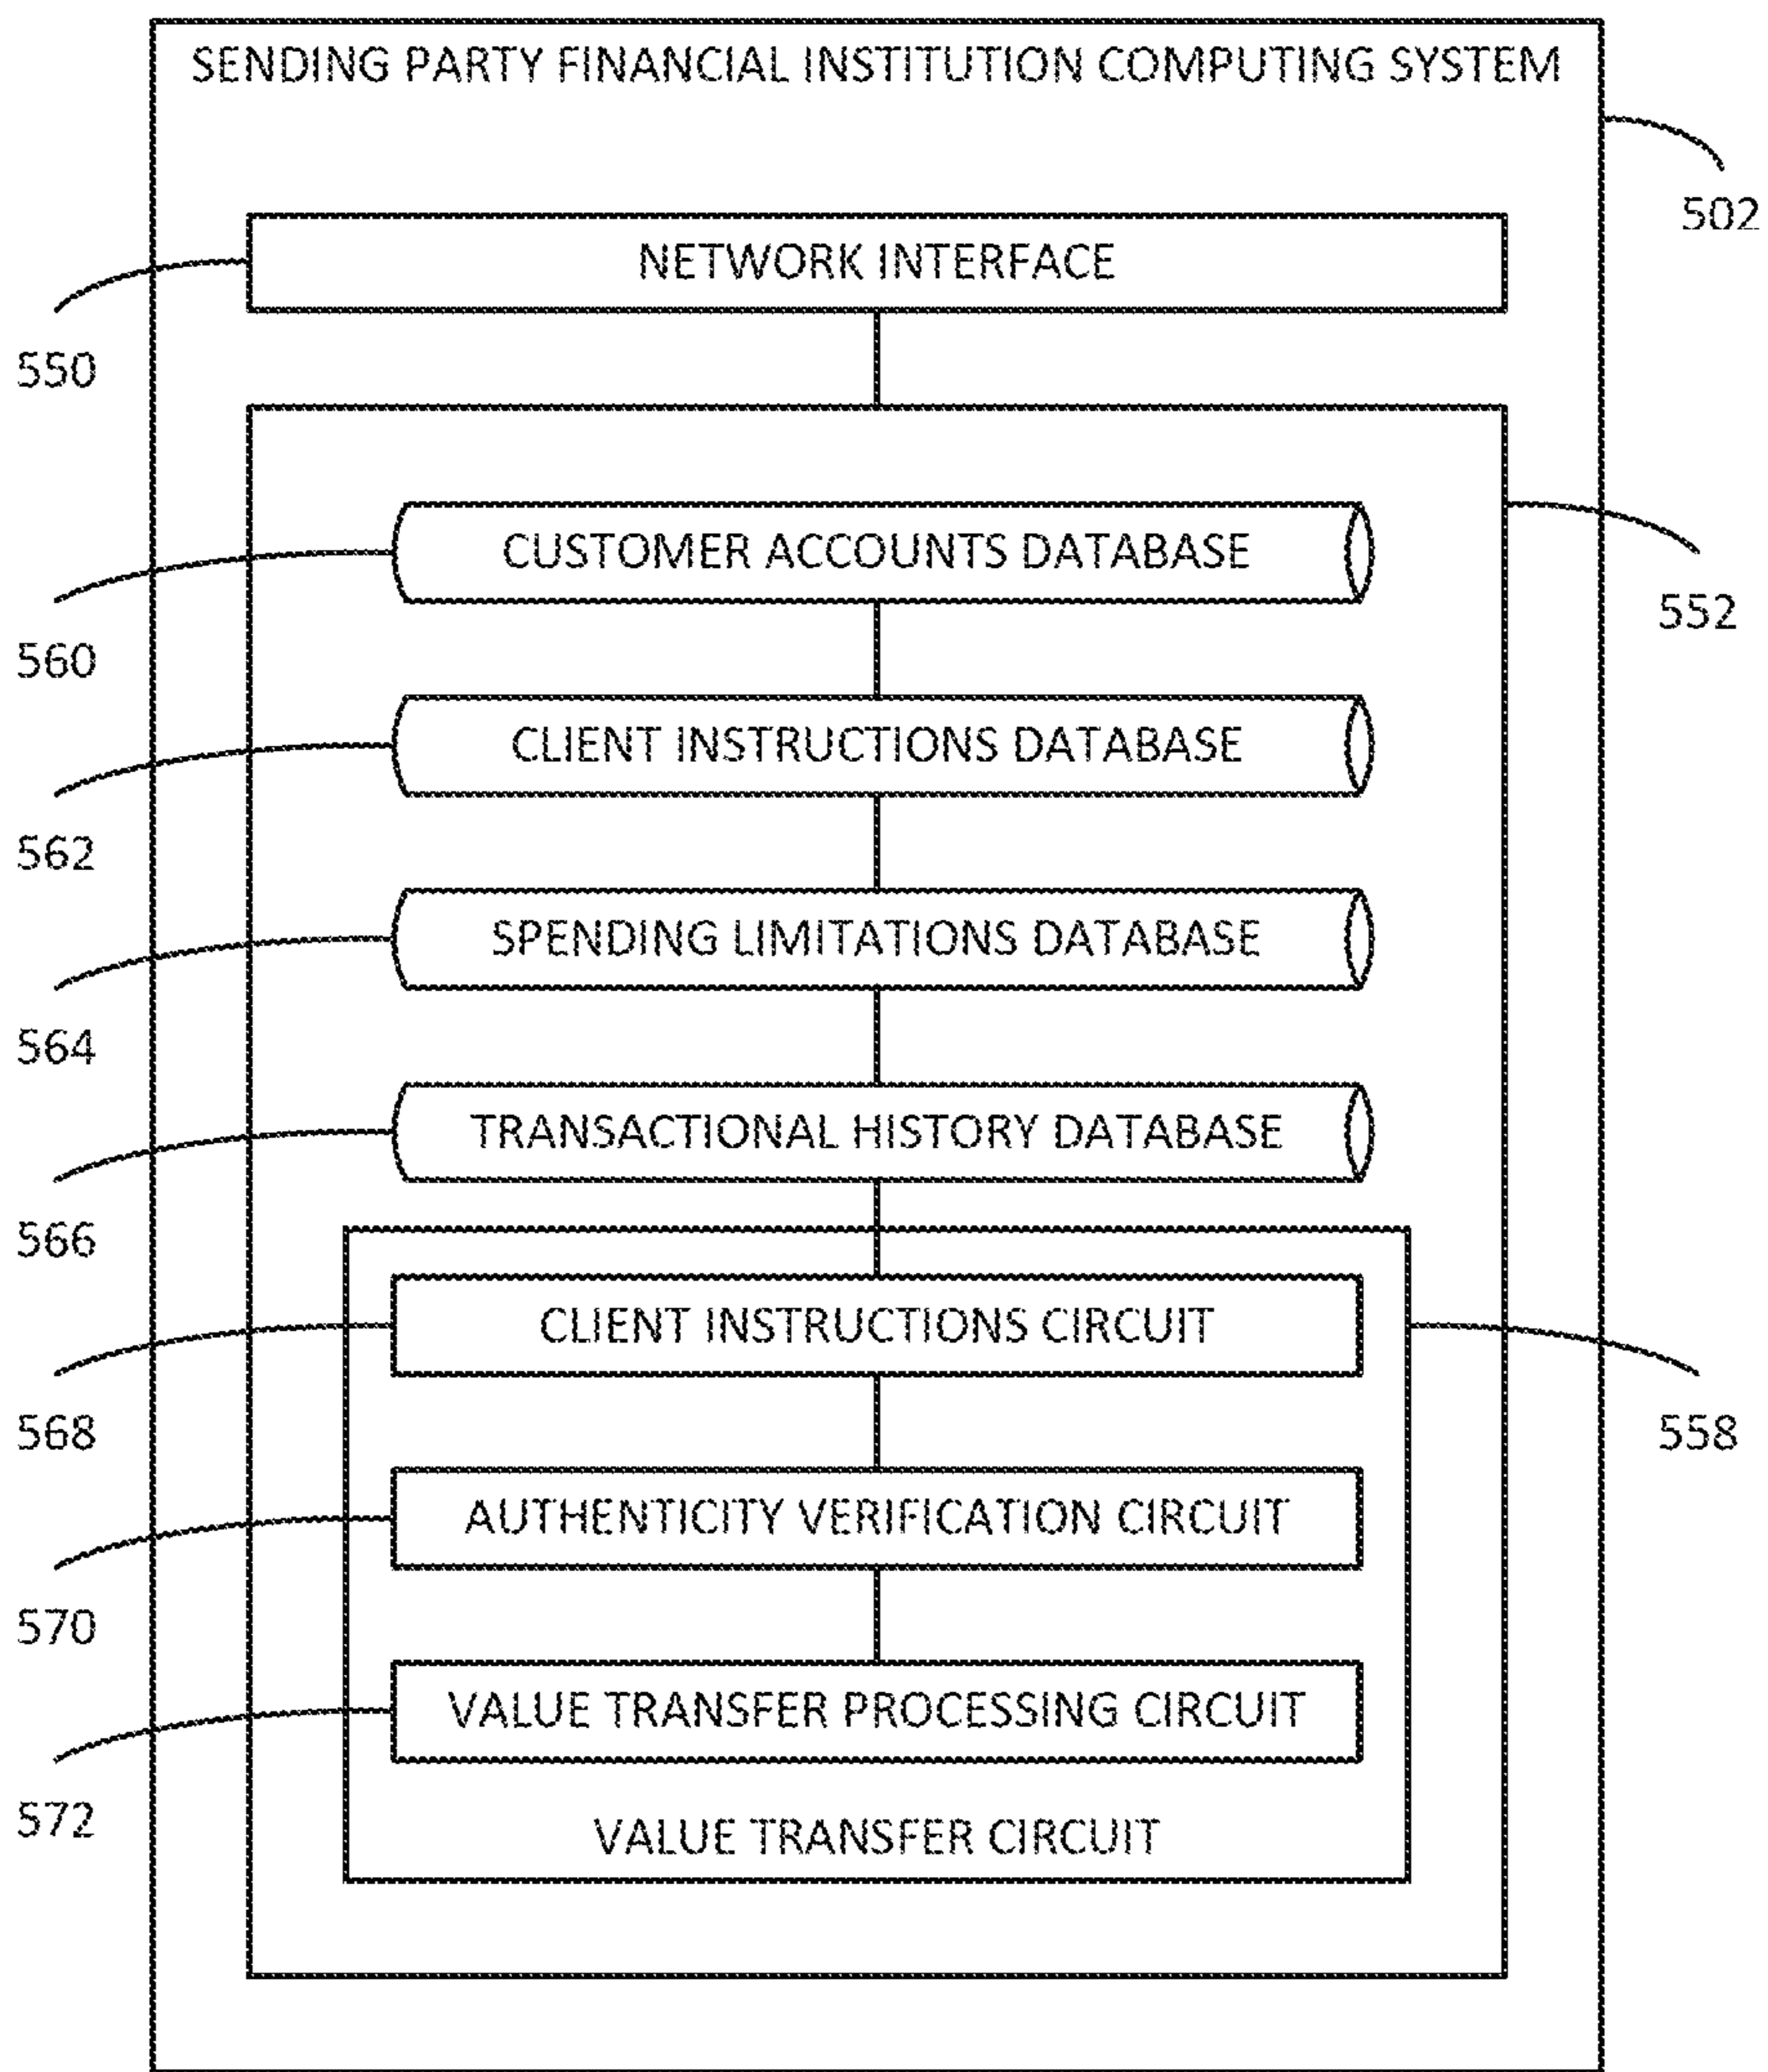 SENDING PARTY FINANCIAL INSTITUTION COMPUTING SYSTEM
502
NETWORK INTERFACE
550
CUSTOMER ACCOUNTS DATABASE
552
560
CLIENT INSTRUCTIONS DATABASE
562
SPENDING LIMITATIONS DATABASE
564
TRANSACTIONAL HISTORY DATABASE
566
CLIENT INSTRUCTIONS CIRCUIT
568
558
AUTHENTICITY VERIFICATION CIRCUIT
570
VALUE TRANSFER PROCESSING CIRCUIT
572
VALUE TRANSFER CIRCUIT